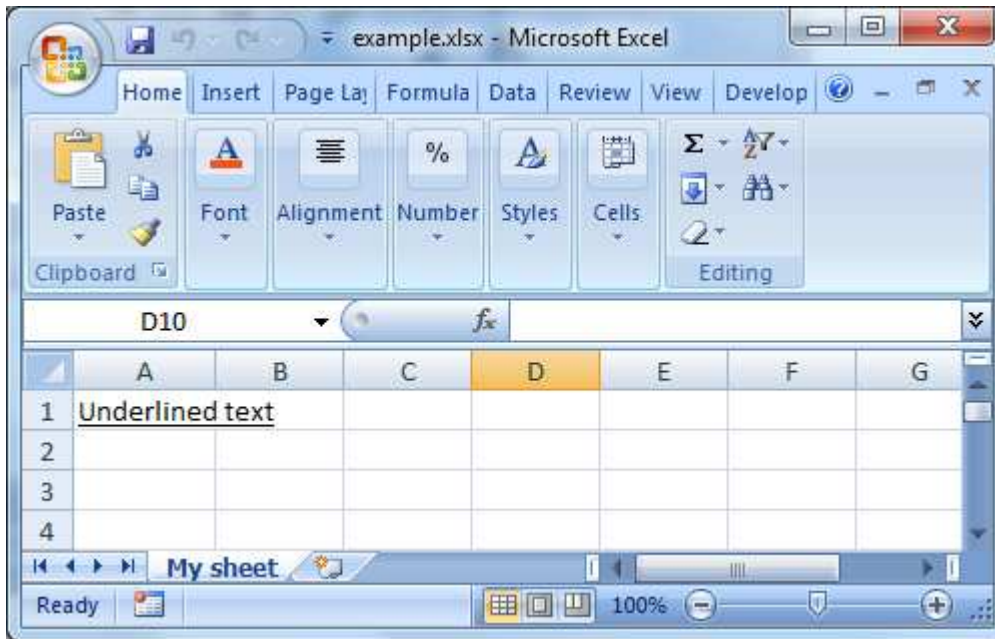 example.xlsx - Microsoft Excel
Home Insert Page Lay Formula Data Review View Develop
Paste Font Alignment Number Styles Cells Σ
% A A Z
Clipboard Editing
D10 fx
A B C D E F G
1 Underlined text
2
3
4
My sheet
Ready 100%